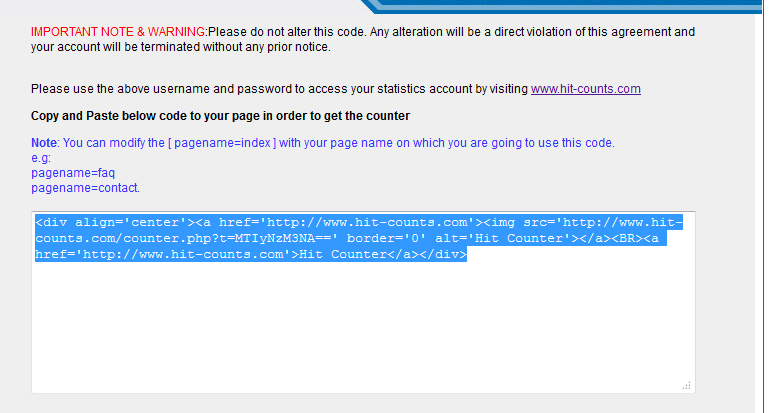 IMPORTANT NOTE & WARNING:Please do not alter this code. Any alteration will be a direct violation of this agreement and
your account will be terminated without any prior notice.
Please use the above username and password to access your statistics account by visiting www.hit-counts.com
Copy and Paste below code to your page in order to get the counter
Note: You can modify the [ pagename=index ] with your page name on which you are going to use this code.
e.g:
pagename=faq
pagename=contact.
<div align='center'><a href='http://www.hit-counts.com'><img src='http://www.hit-
counts.com/counter.php?t=MTIyNzM3NA==' border='0' alt='Hit Counter'></a><BR><a
href='http://www.hit-counts.com'>Hit Counter</a></div>